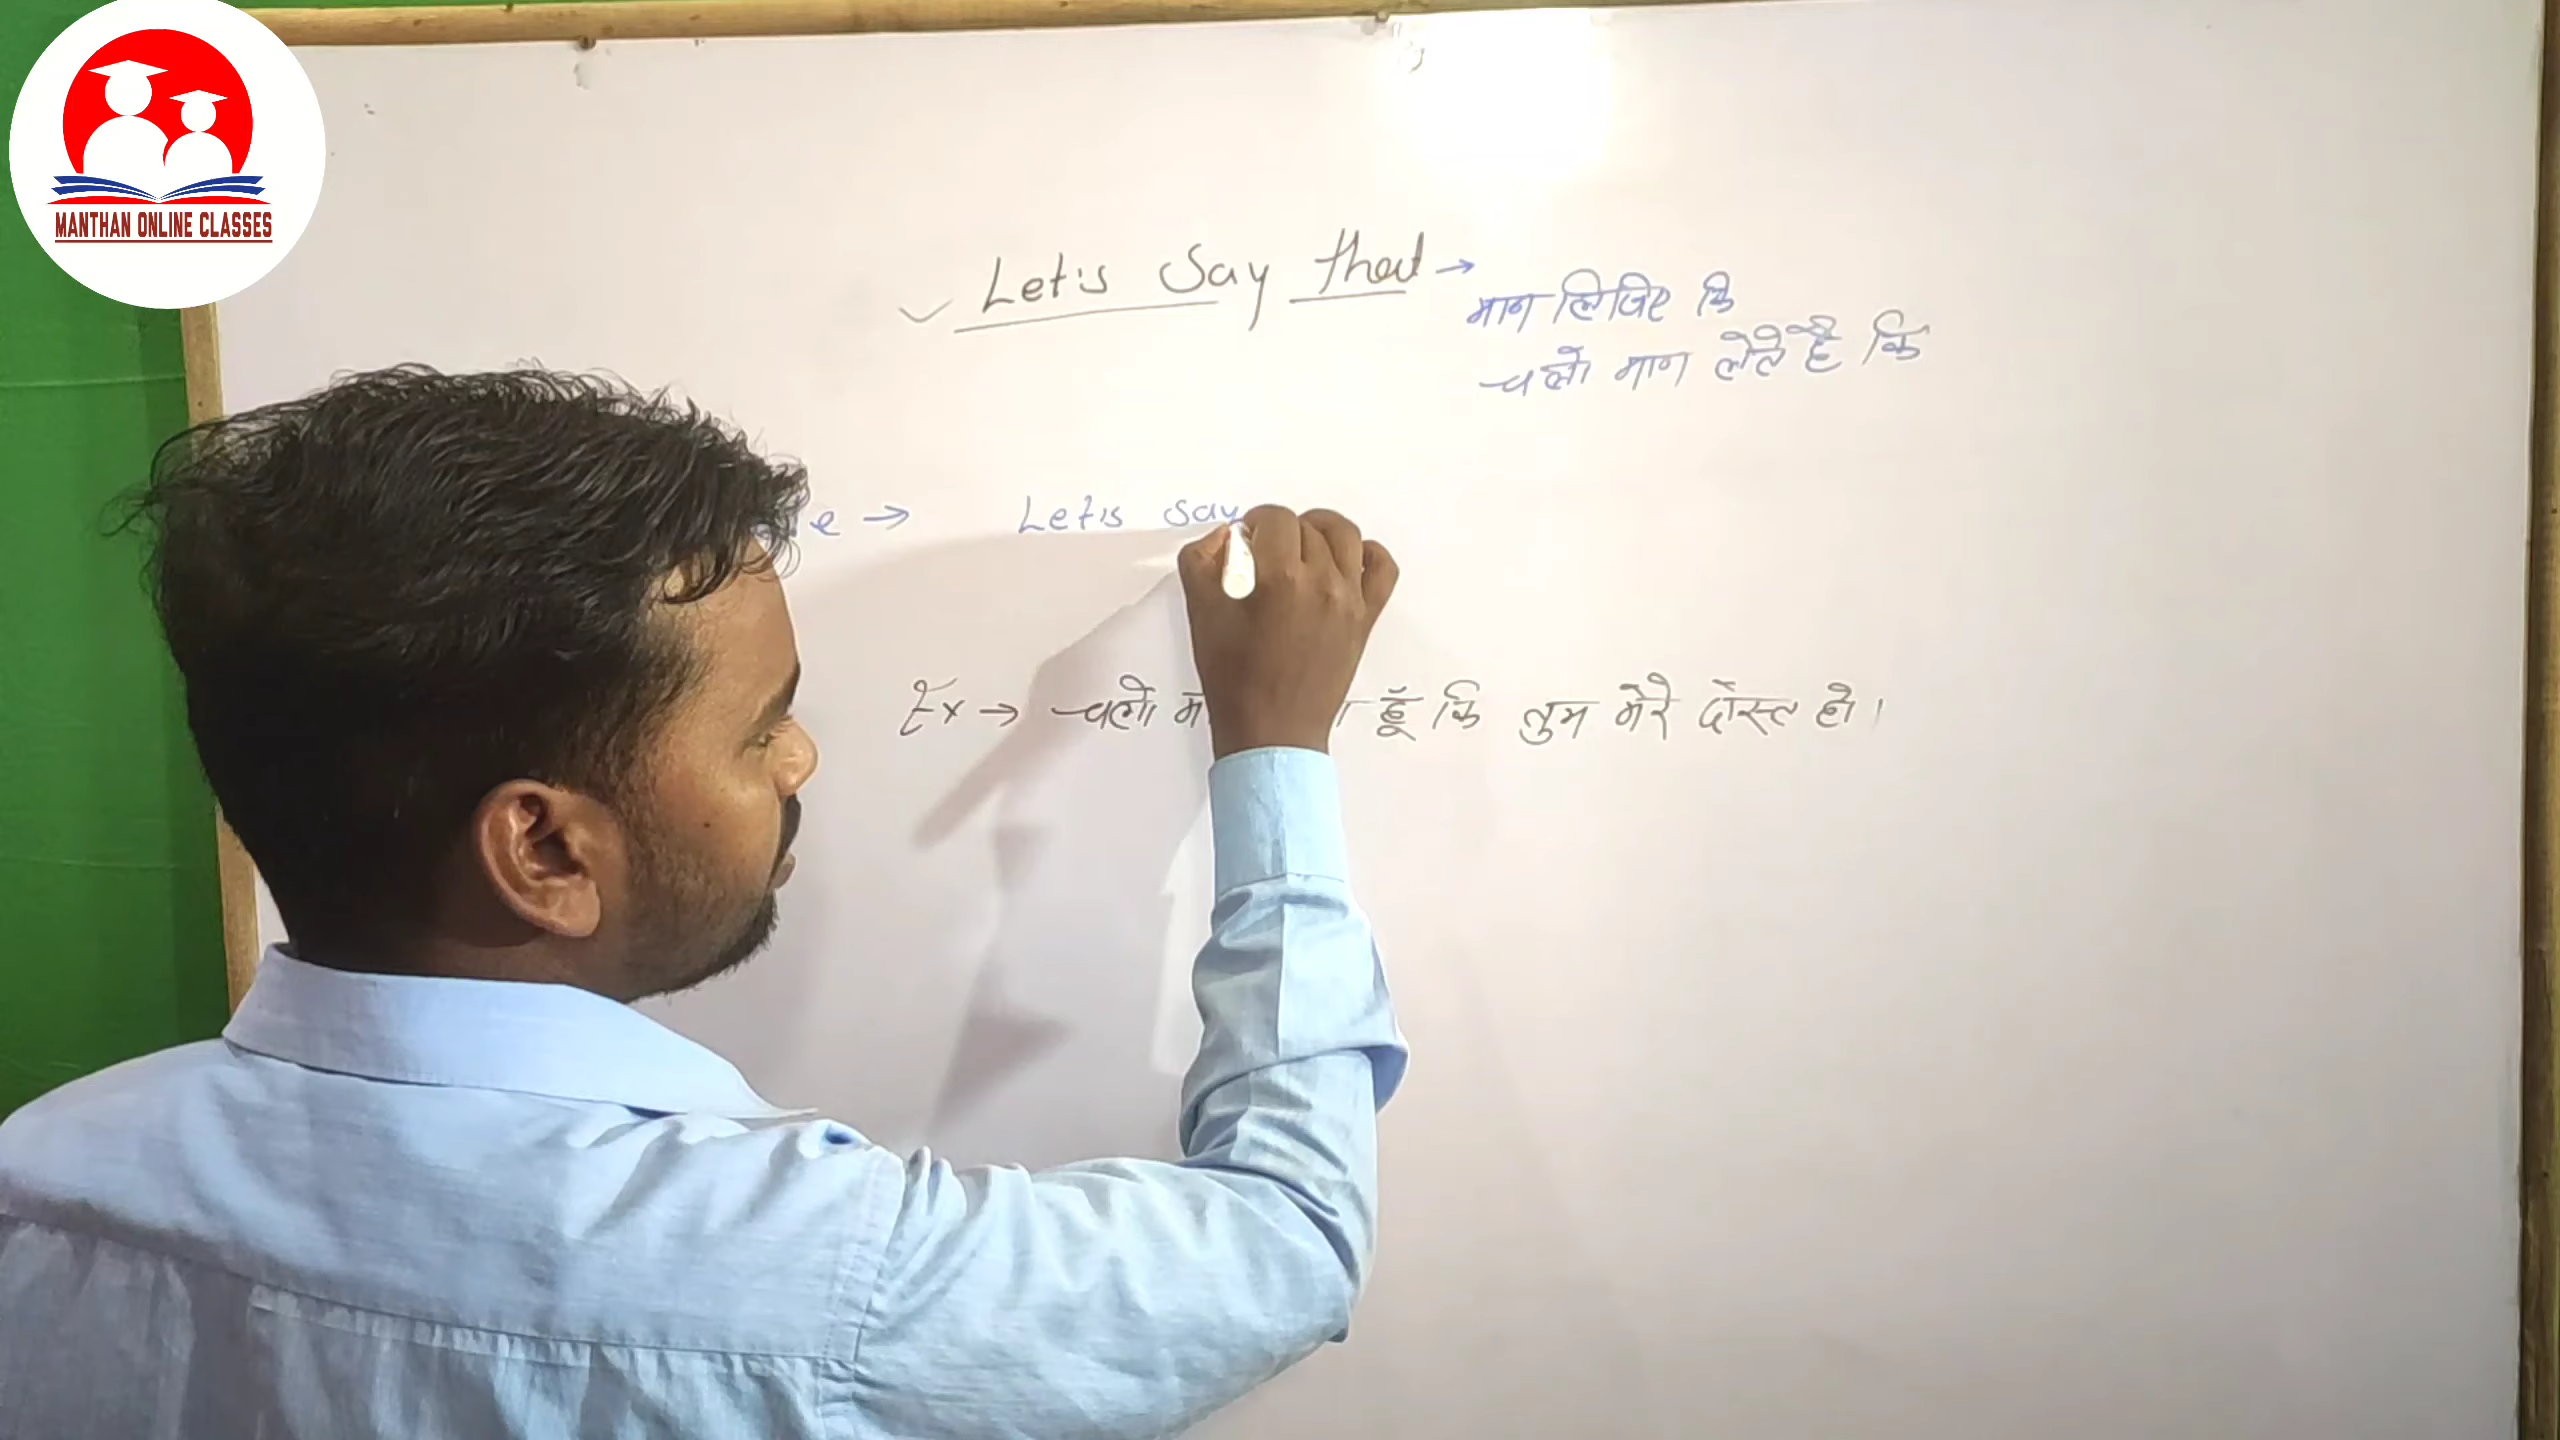 MANTHAN ONLINE CLASSES
Let's Say that →
मान लिजिए कि
चलो मान लेते है कि
→ Let's Say
Ex → चलो हूँ कि तुम मेरे दोस्त हो।